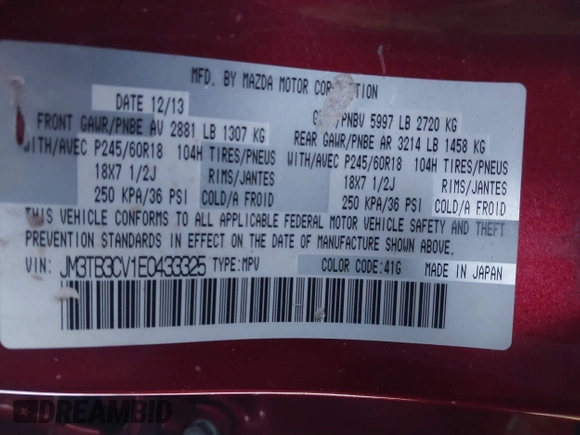 MFD. BY MAZDA MOTOR CORPORATION
DATE 12/13
/PNBV 5997 LB 2720 KG
FRONT GAWR/PNBE AV 2881 LB 1307 KG
REAR GAWR/PNBE AR 3214 LB 1458 KG
WITH/AVEC P245/60R18 104H TIRES/PNEUS
WITH/AVEC P245/60R18 104H TIRES/PNEUS
18X7 1/2J RIMS/JANTES
18X7 1/2J RIMS/JANTES
250 KPA/36 PSI COLD/A FROID
250 KPA/36 PSI COLD/A FROID
THIS VEHICLE CONFORMS TO ALL APPLICABLE FEDERAL MOTOR VEHICLE SAFETY AND THEFT
PREVENTION STANDARDS IN EFFECT ON THE DATE OF MANUFACTURE SHOWN ABOVE.
VIN: JM3TB3CV1E0433325 TYPE:MPV COLOR CODE:41G MADE IN JAPAN
DREAMBID